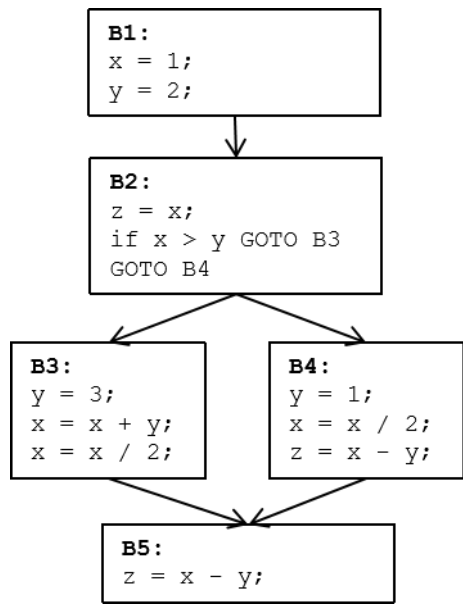 B1:
x = 1;
y = 2;
B2:
z = x;
if x > y GOTO B3
GOTO B4
B3:
y = 3;
x = x + y;
x = x / 2;
B4:
y = 1;
x = x / 2;
z = x - y;
B5:
z = x - y;